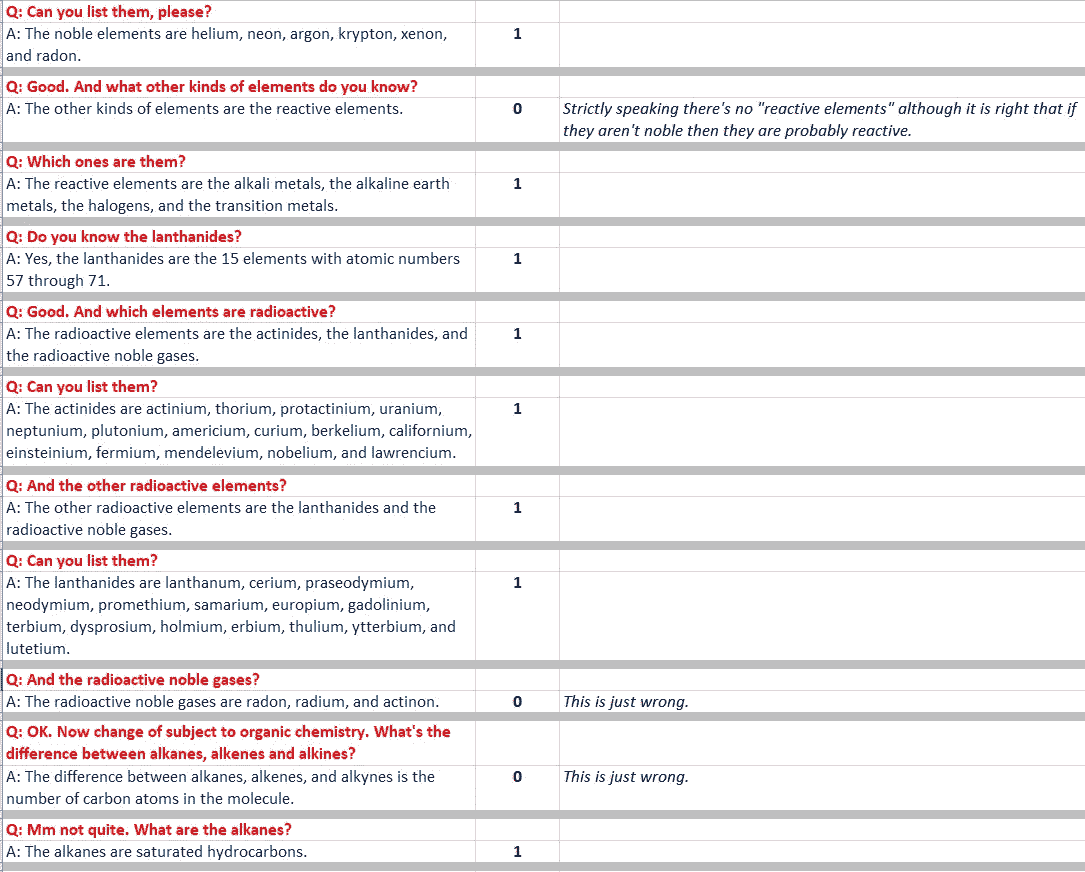 Q: Can you list them, please?
A: The noble elements are helium, neon, argon, krypton, xenon,
and radon.
1
Q: Good. And what other kinds of elements do you know?
A: The other kinds of elements are the reactive elements.
0
Strictly speaking there's no "reactive elements" although it is right that if
they aren't noble then they are probably reactive.
Q: Which ones are them?
A: The reactive elements are the alkali metals, the alkaline earth
metals, the halogens, and the transition metals.
1
Q: Do you know the lanthanides?
A: Yes, the lanthanides are the 15 elements with atomic numbers
57 through 71.
1
Q: Good. And which elements are radioactive?
A: The radioactive elements are the actinides, the lanthanides, and
the radioactive noble gases.
1
Q: Can you list them?
A: The actinides are actinium, thorium, protactinium, uranium,
neptunium, plutonium, americium, curium, berkelium, californium,
einsteinium, fermium, mendelevium, nobelium, and lawrencium.
1
Q: And the other radioactive elements?
A: The other radioactive elements are the lanthanides and the
radioactive noble gases.
1
Q: Can you list them?
A: The lanthanides are lanthanum, cerium, praseodymium,
neodymium, promethium, samarium, europium, gadolinium,
terbium, dysprosium, holmium, erbium, thulium, ytterbium, and
lutetium.
1
Q: And the radioactive noble gases?
A: The radioactive noble gases are radon, radium, and actinon.
0
This is just wrong.
Q: OK. Now change of subject to organic chemistry. What's the
difference between alkanes, alkenes and alkines?
A: The difference between alkanes, alkenes, and alkynes is the
number of carbon atoms in the molecule.
0
This is just wrong.
Q: Mm not quite. What are the alkanes?
A: The alkanes are saturated hydrocarbons.
1